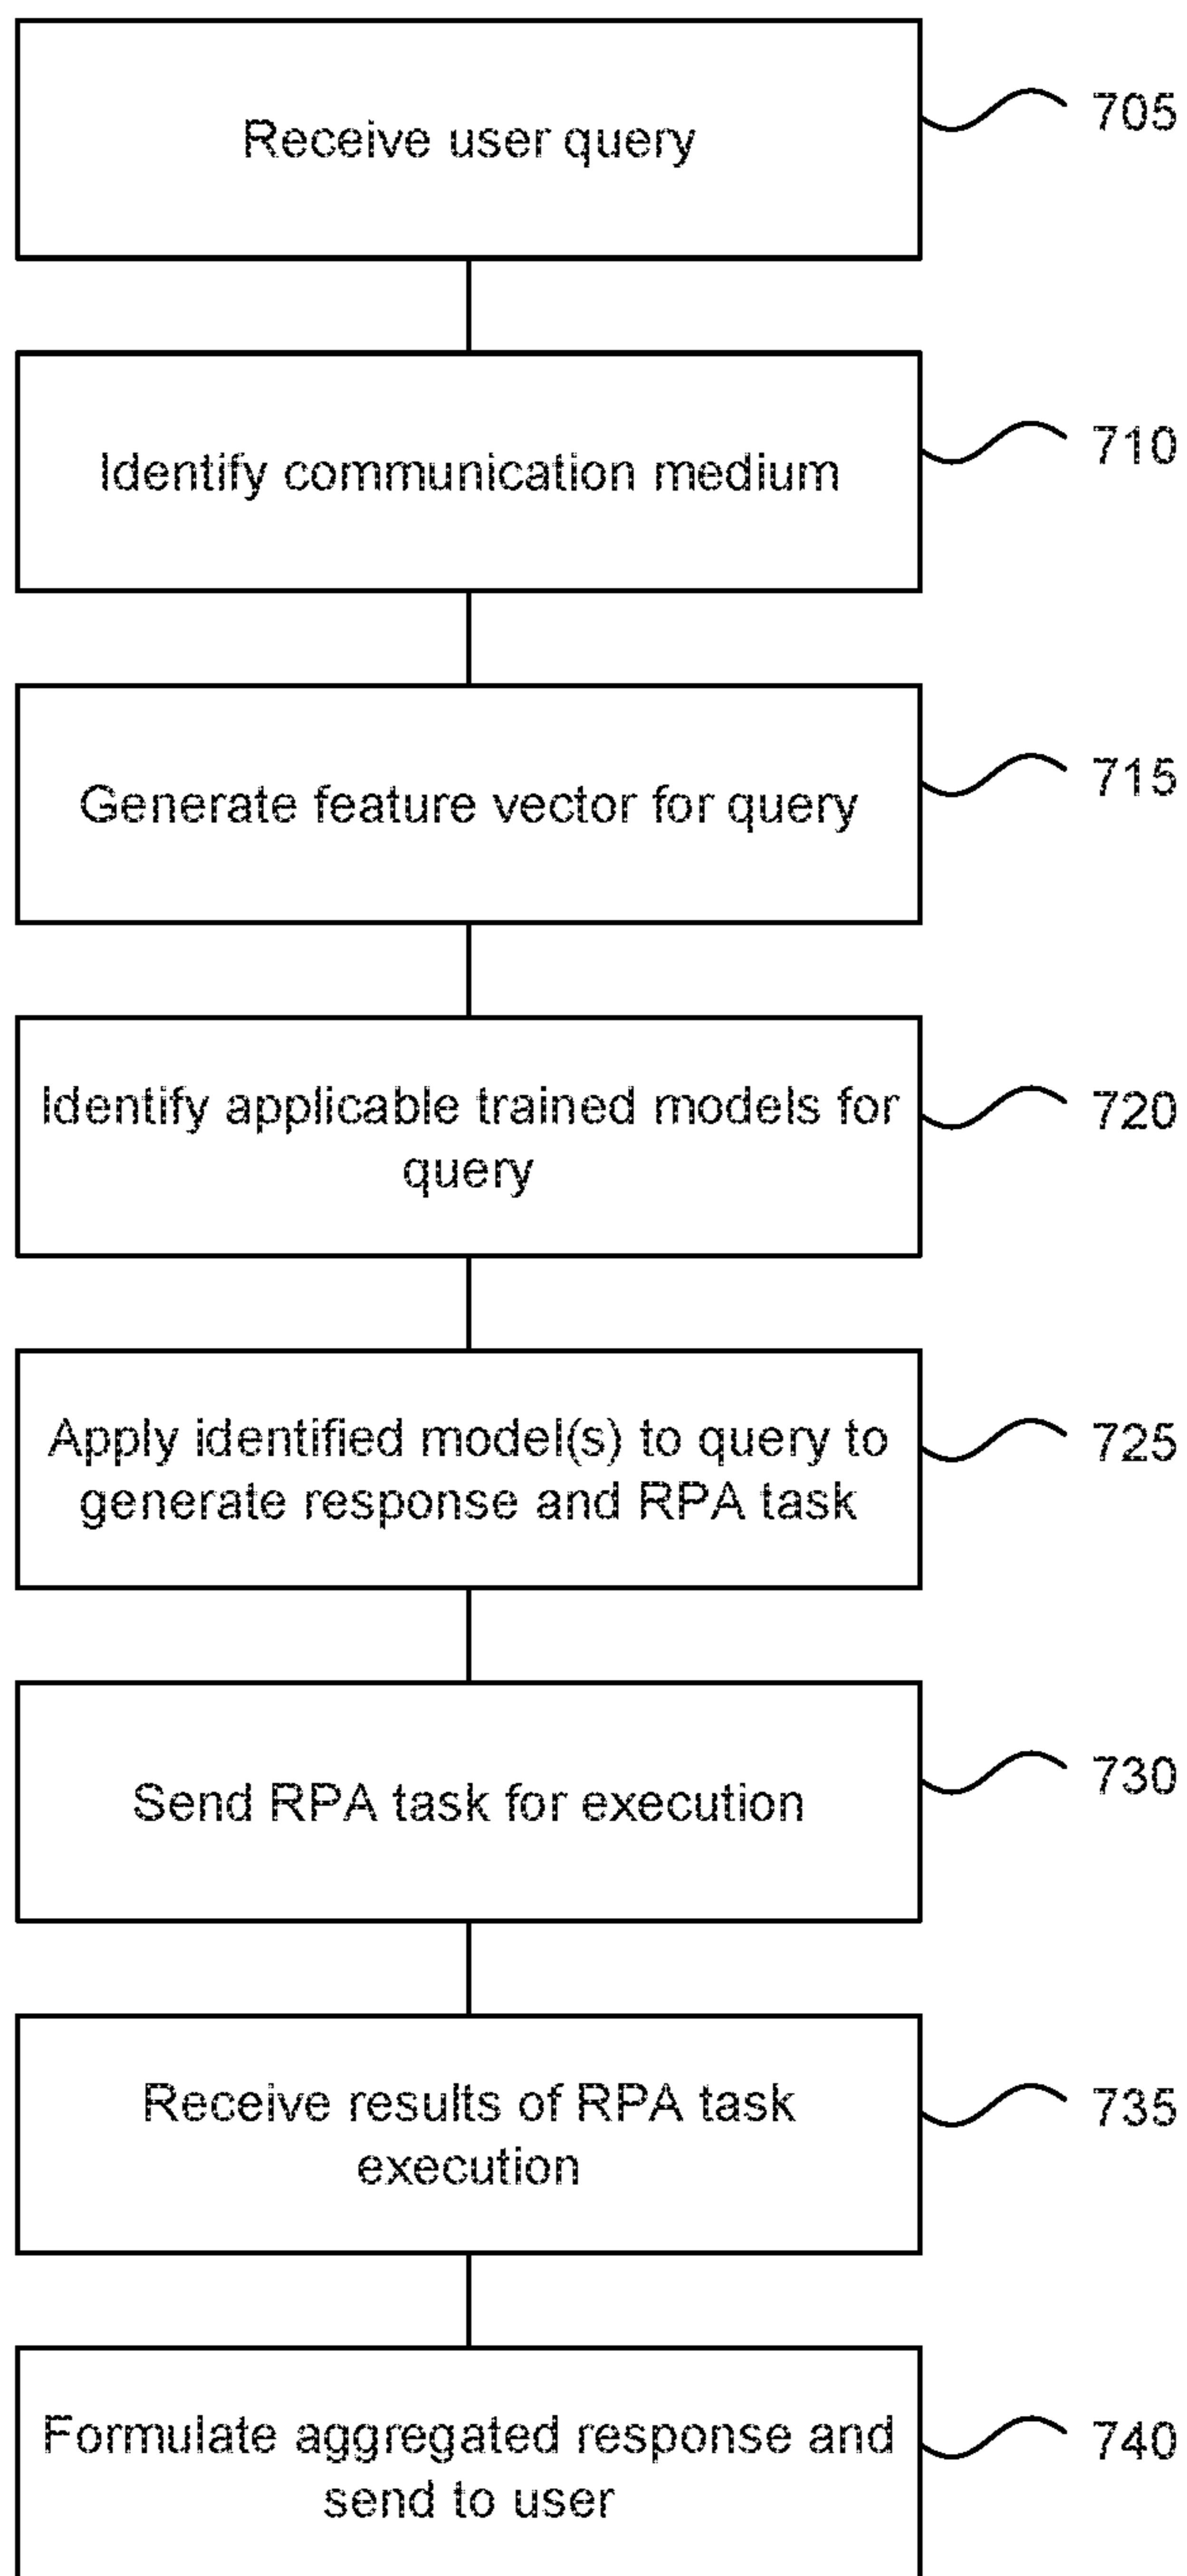 Receive user query
705
Identify communication medium
710
Generate feature vector for query
715
Identify applicable trained models for
query
720
Apply identified model(s) to query to
generate response and RPA task
725
Send RPA task for execution
730
Receive results of RPA task
execution
735
Formulate aggregated response and
send to user
740